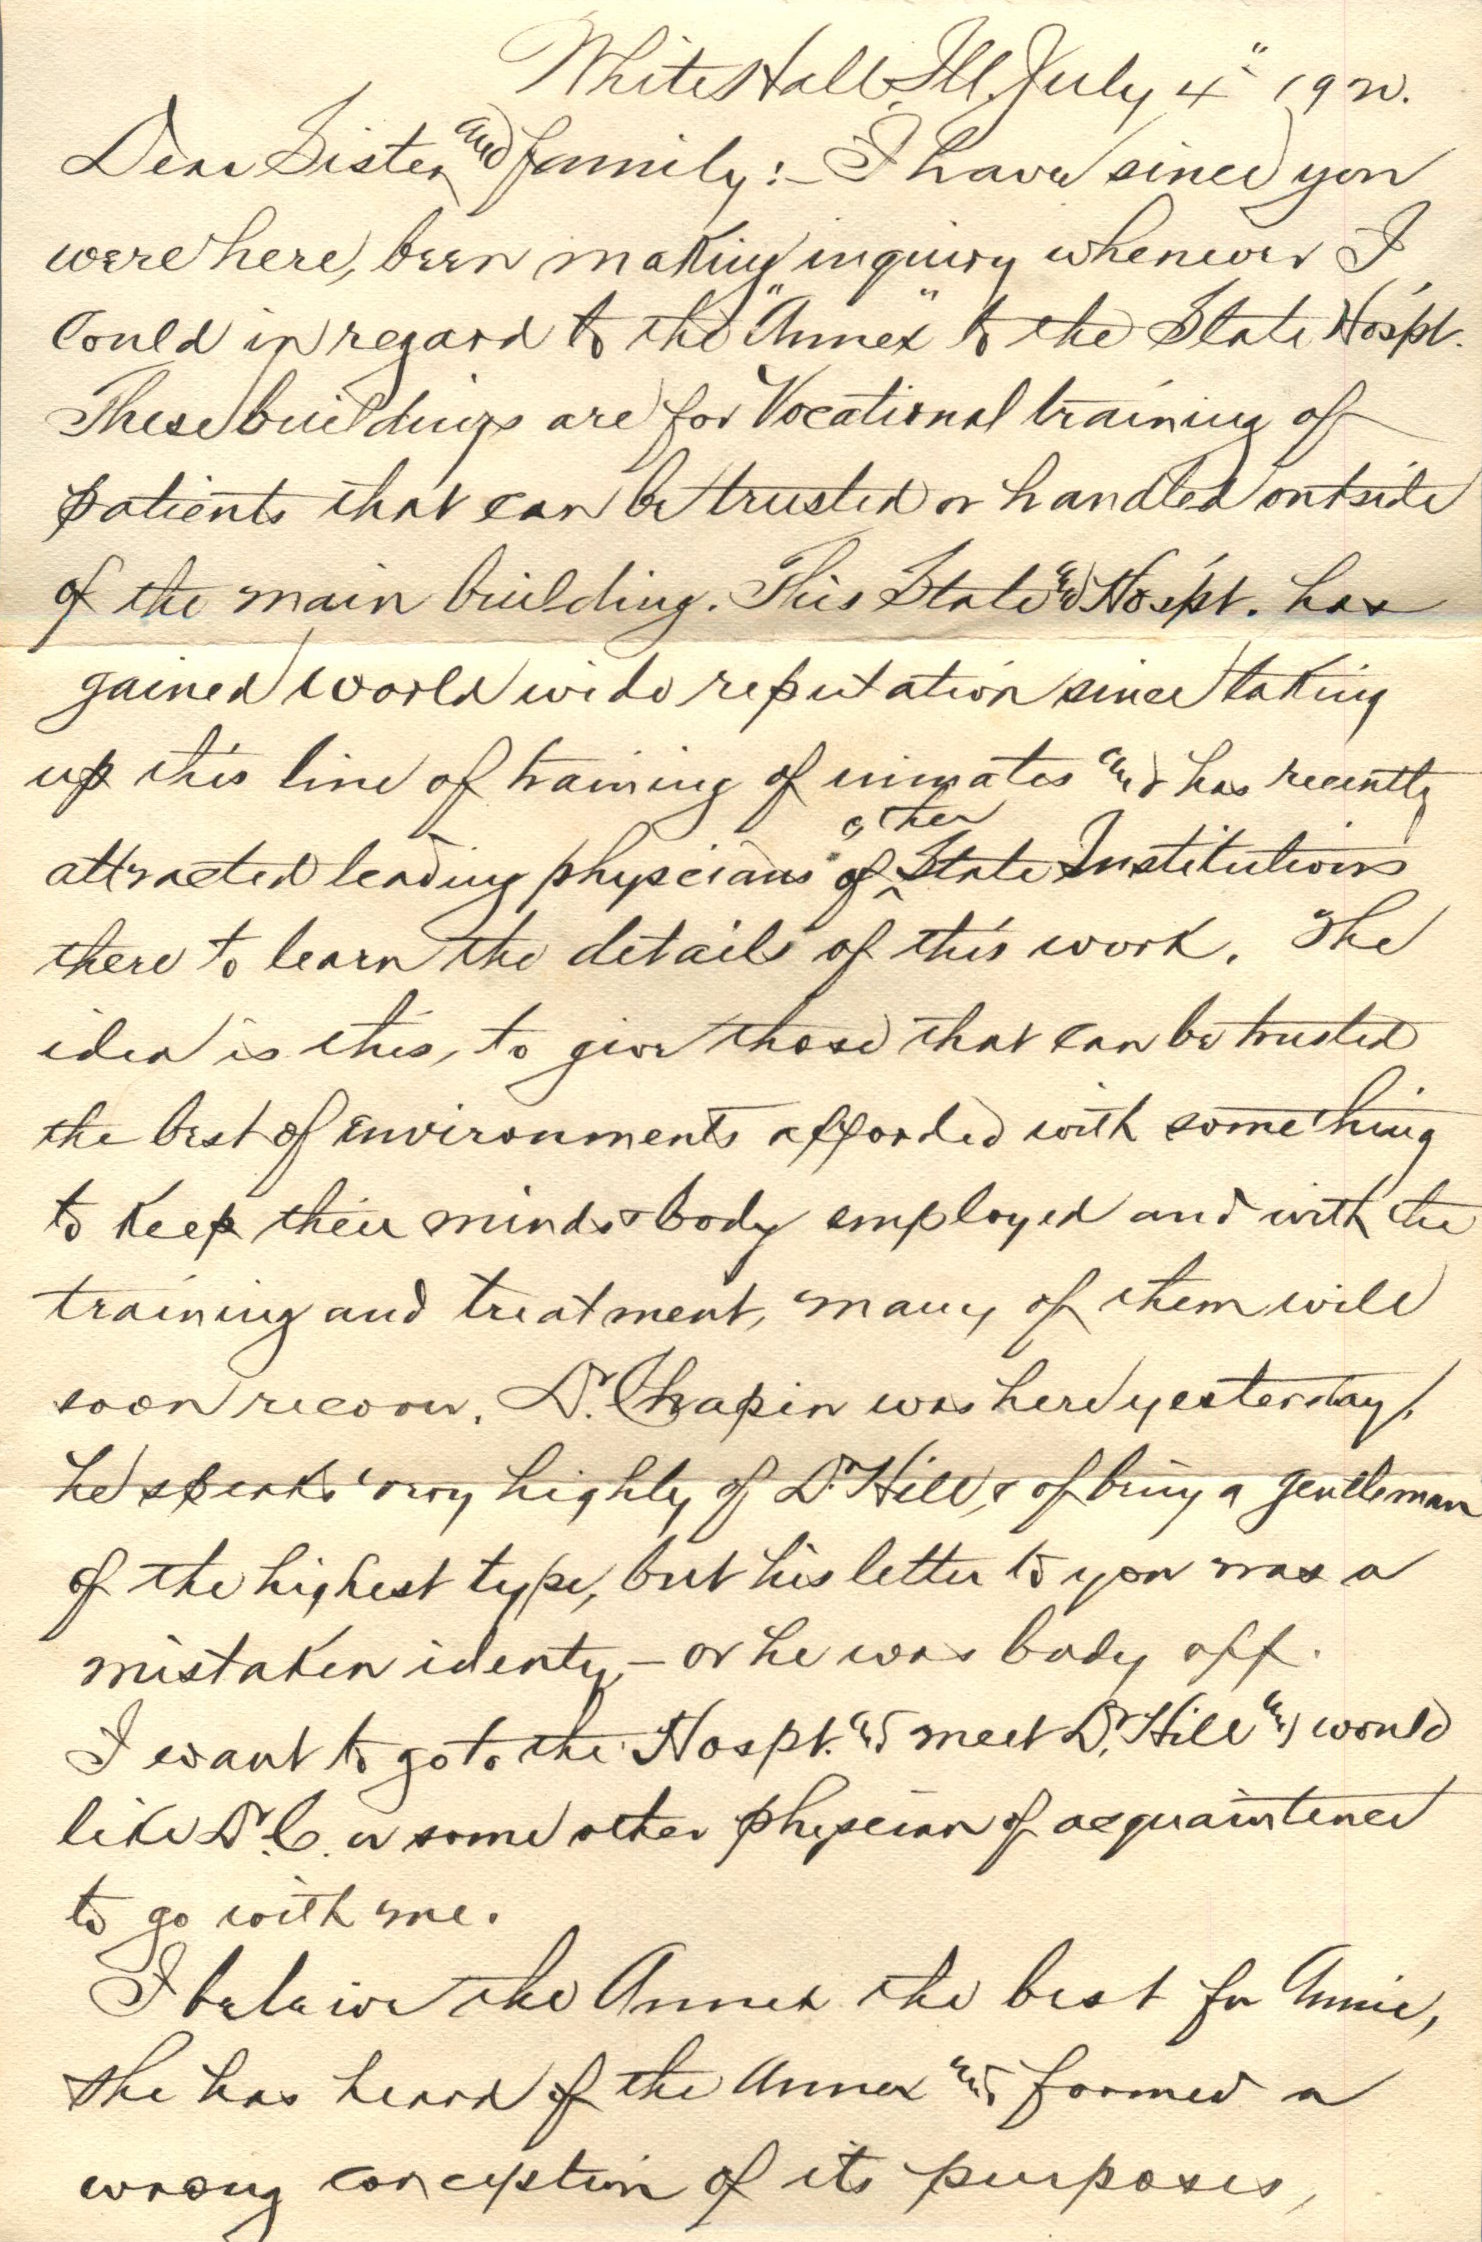 White Hall, Ill. July 4" 1920.
Dear Sister and family:- I have since you
were here, been making inquiry whenever I
could in regard to the "Annex" to the State Hospt.
These buildings are for Vocational training of
patients that can be trusted or handled outside
of the main building. This State and Hospt. has
gained world wide reputation since taking
up this line of training of inmates and has recently
attracted leading physicians of other State Institutions
there to learn the details of this work. The
idea is this, to give those that can be trusted
the best of environments afforded with something
to keep their minds & body employed and with the
training and treatment, many of them will
soon recover. Dr. Chapin was here yesterday,
he speaks very highly of Dr. Hill, & of being a gentleman
of the highest type, but his letter to you was a
mistaken identy,- or he was bady off.
I want to go to the Hospt. and meet Dr. Hill and would
like Dr. C. or some other physcian of acquaintence
to go with me.
I beleive the Annex the best for Annie,
she has heard of the Annex and formed a
wrong conception of its purposes,